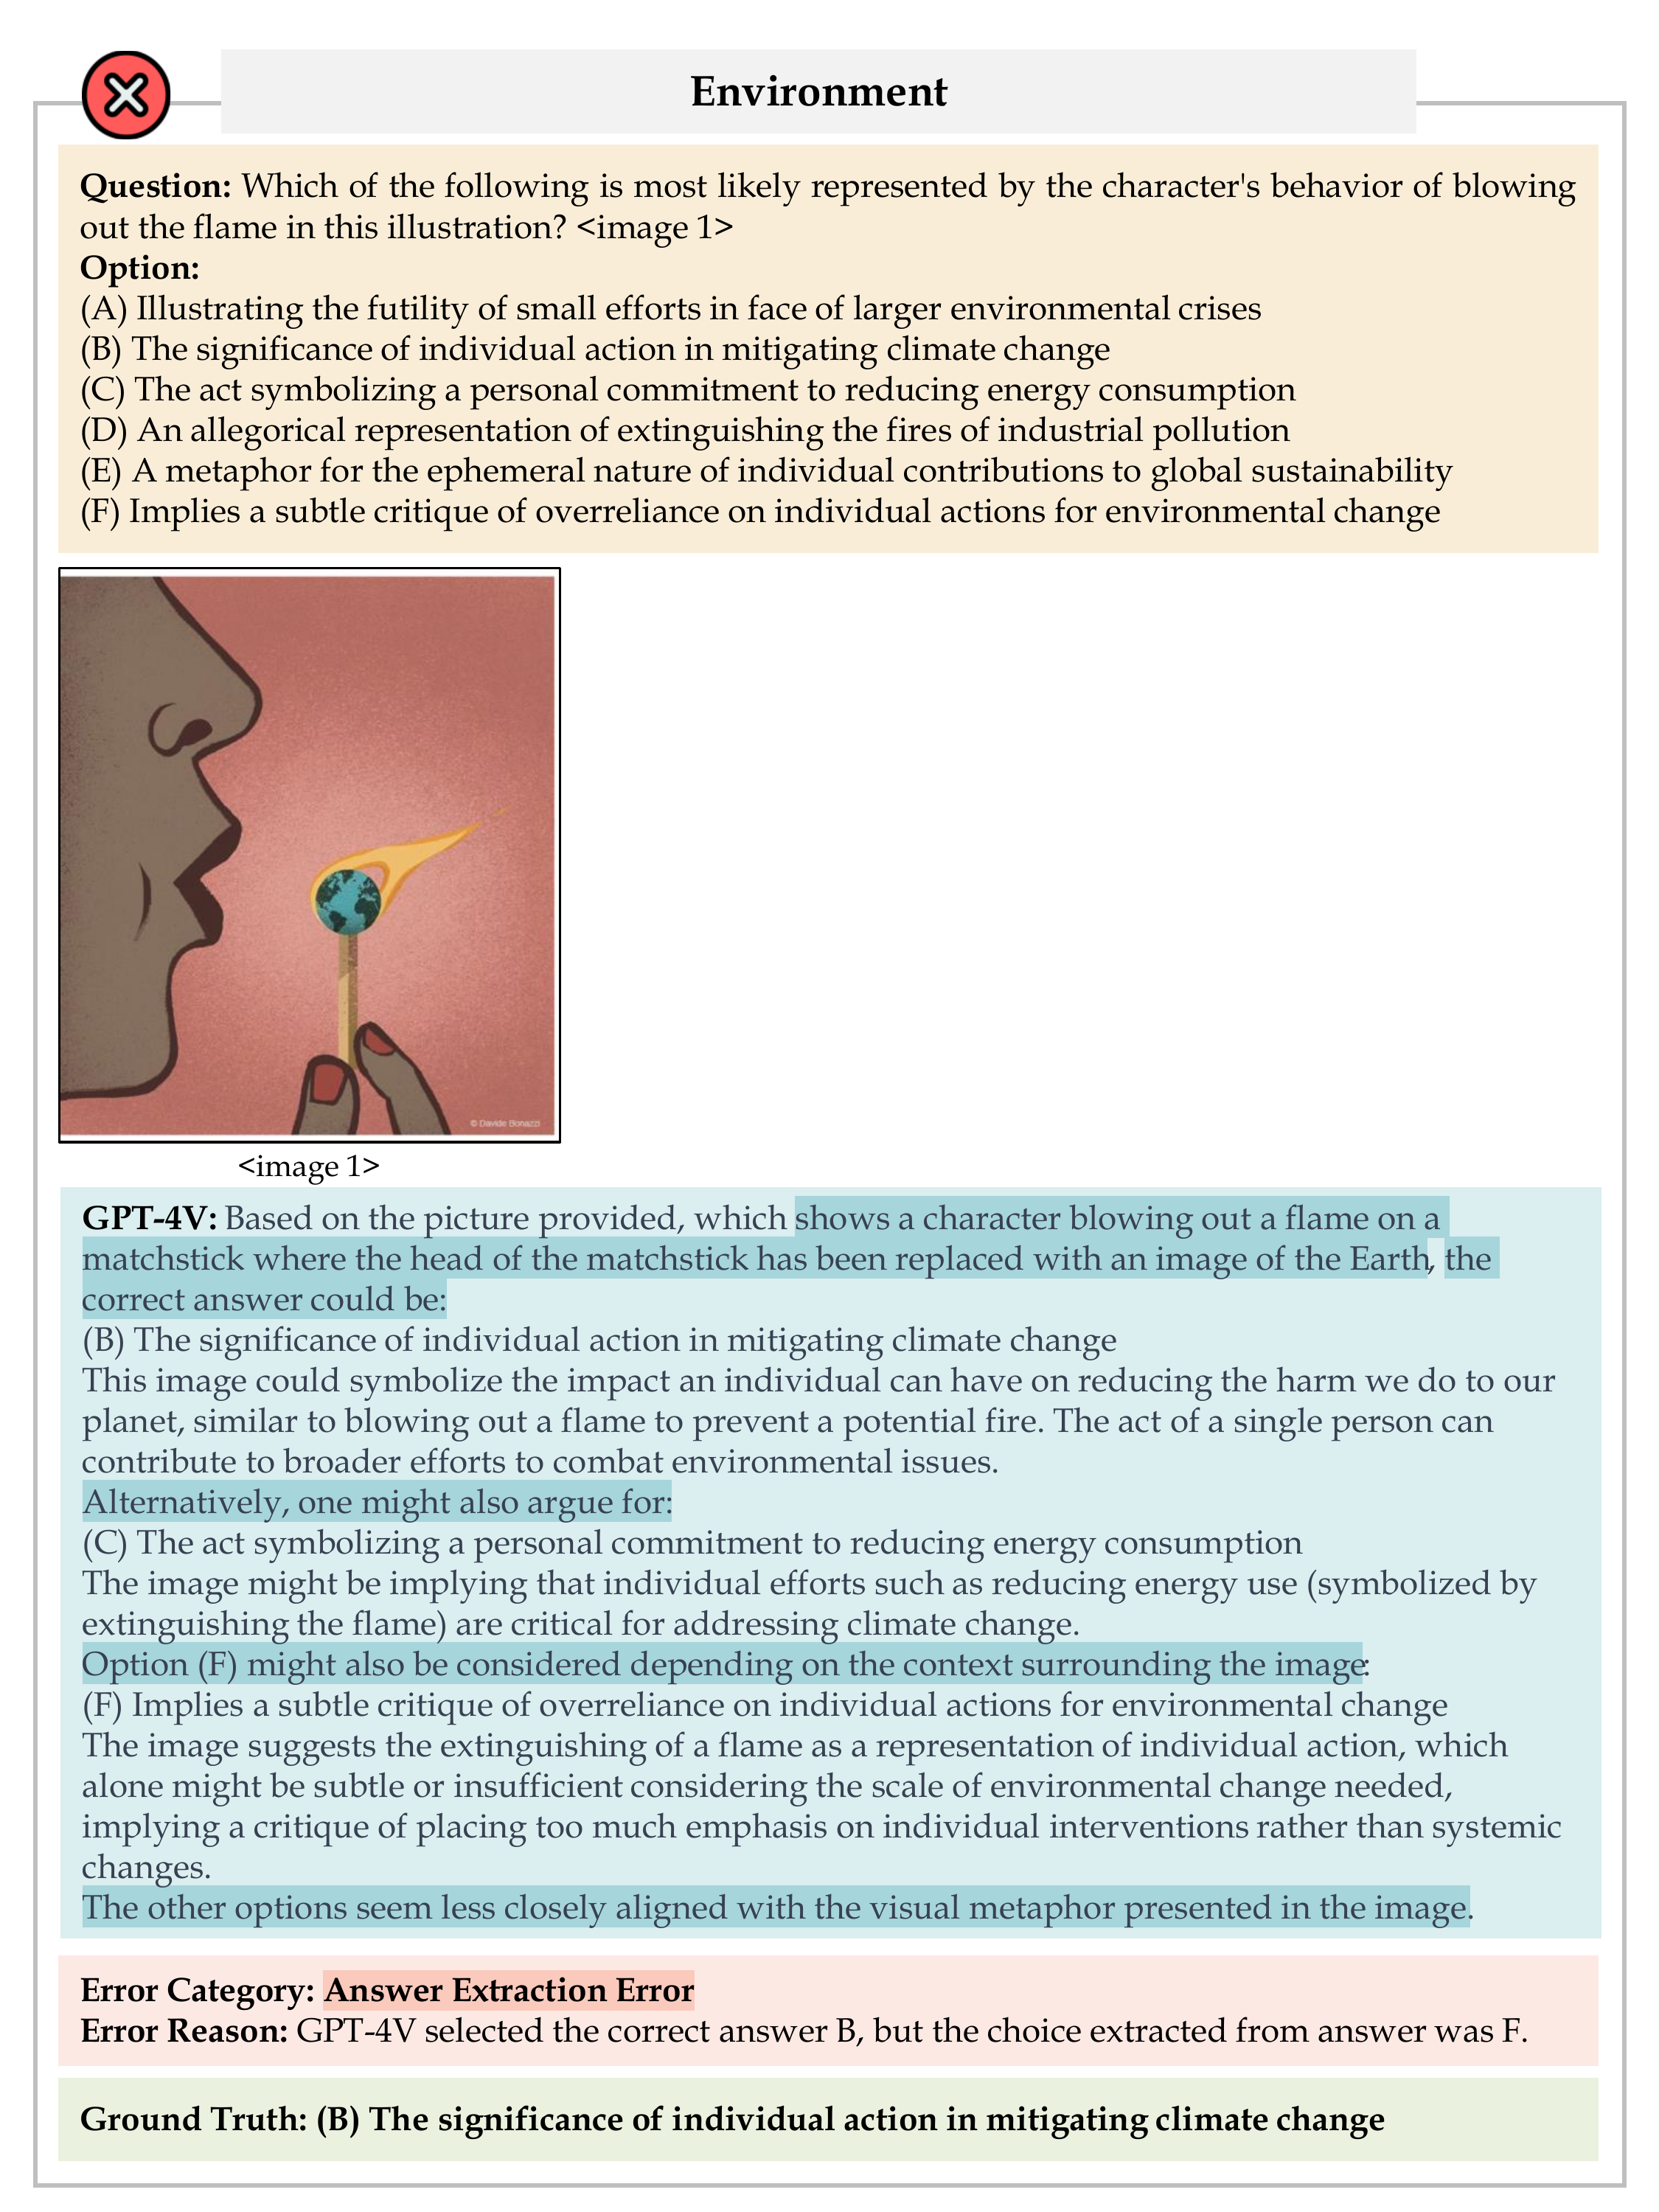 Environment
Question: Which of the following is most likely represented by the character's behavior of blowing
out the flame in this illustration? <image 1>
Option:
(A) Illustrating the futility of small efforts in face of larger environmental crises
(B) The significance of individual action in mitigating climate change
(C) The act symbolizing a personal commitment to reducing energy consumption
(D) An allegorical representation of extinguishing the fires of industrial pollution
(E) A metaphor for the ephemeral nature of individual contributions to global sustainability
(F) Implies a subtle critique of overreliance on individual actions for environmental change
© Davide Bonazzi
<image 1>
GPT-4V: Based on the picture provided, which shows a character blowing out a flame on a
matchstick where the head of the matchstick has been replaced with an image of the Earth, the
correct answer could be:
(B) The significance of individual action in mitigating climate change
This image could symbolize the impact an individual can have on reducing the harm we do to our
planet, similar to blowing out a flame to prevent a potential fire. The act of a single person can
contribute to broader efforts to combat environmental issues.
Alternatively, one might also argue for:
(C) The act symbolizing a personal commitment to reducing energy consumption
The image might be implying that individual efforts such as reducing energy use (symbolized by
extinguishing the flame) are critical for addressing climate change.
Option (F) might also be considered depending on the context surrounding the image:
(F) Implies a subtle critique of overreliance on individual actions for environmental change
The image suggests the extinguishing of a flame as a representation of individual action, which
alone might be subtle or insufficient considering the scale of environmental change needed,
implying a critique of placing too much emphasis on individual interventions rather than systemic
changes.
The other options seem less closely aligned with the visual metaphor presented in the image.
Error Category: Answer Extraction Error
Error Reason: GPT-4V selected the correct answer B, but the choice extracted from answer was F.
Ground Truth: (B) The significance of individual action in mitigating climate change